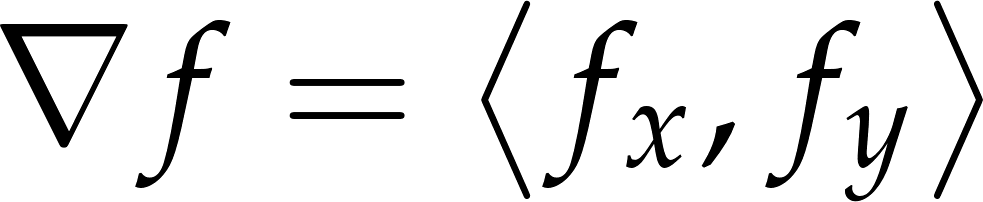 ∇f = ⟨f_x, f_y⟩